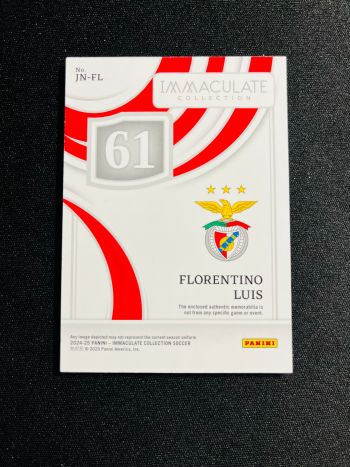 No.
JN-FL
IMMACULATE
COLLECTION
61
FLORENTINO
LUIS
The enclosed authentic memorabilia is
not from any specific game or event.
Any image depicted may not represent the current season uniform
2024-25 PANINI – IMMACULATE COLLECTION SOCCER
© 2025 Panini America, Inc.
PANINI